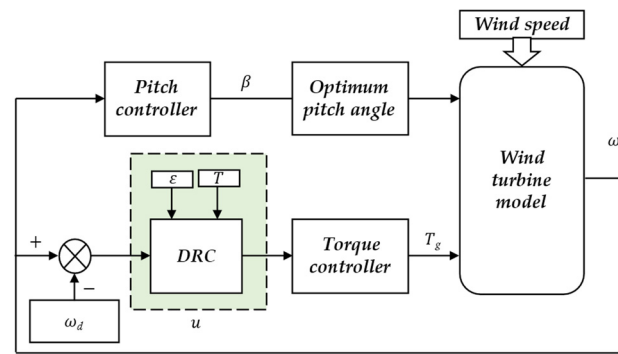 Wind speed
Pitch
controller
β
Optimum
pitch angle
Wind
turbine
model
ω
ε
T
DRC
Torque
controller
T_g
+
−
ω_d
u